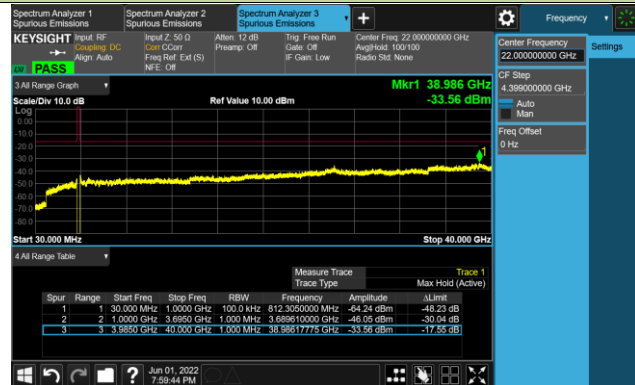 Spectrum Analyzer 1
Spurious Emissions
Spectrum Analyzer 2
Spurious Emissions
Spectrum Analyzer 3
Spurious Emissions
Frequency
KEYSIGHT
Input: RF
Coupling: DC
Align: Auto
Input Z: 50 Ω
Corr CCorr
Freq Ref: Ext (S)
NFE: Off
Atten: 12 dB
Preamp: Off
Trig: Free Run
Gate: Off
IF Gain: Low
Center Freq: 22.000000000 GHz
Avg|Hold: 100/100
Radio Std: None
PASS
Center Frequency
22.000000000 GHz
Settings
CF Step
4.399000000 GHz
Auto
Man
Freq Offset
0 Hz
3 All Range Graph
Mkr1 38.986 GHz
-33.56 dBm
Scale/Div 10.0 dB
Ref Value 10.00 dBm
Log
0.00
-10.0
-20.0
-30.0
-40.0
-50.0
-60.0
-70.0
-80.0
1
Start 30.000 MHz
Stop 40.000 GHz
4 All Range Table
Measure Trace Trace 1
Trace Type Max Hold (Active)
Spur Range Start Freq Stop Freq RBW Frequency Amplitude ΔLimit
1 1 30.000 MHz 1.0000 GHz 100.0 kHz 812.3050000 MHz -64.24 dBm -48.23 dB
2 2 1.0000 GHz 3.6950 GHz 1.000 MHz 3.689610000 GHz -46.05 dBm -30.04 dB
3 3 3.9850 GHz 40.000 GHz 1.000 MHz 38.98617775 GHz -33.56 dBm -17.55 dB
Jun 01, 2022
7:59:44 PM